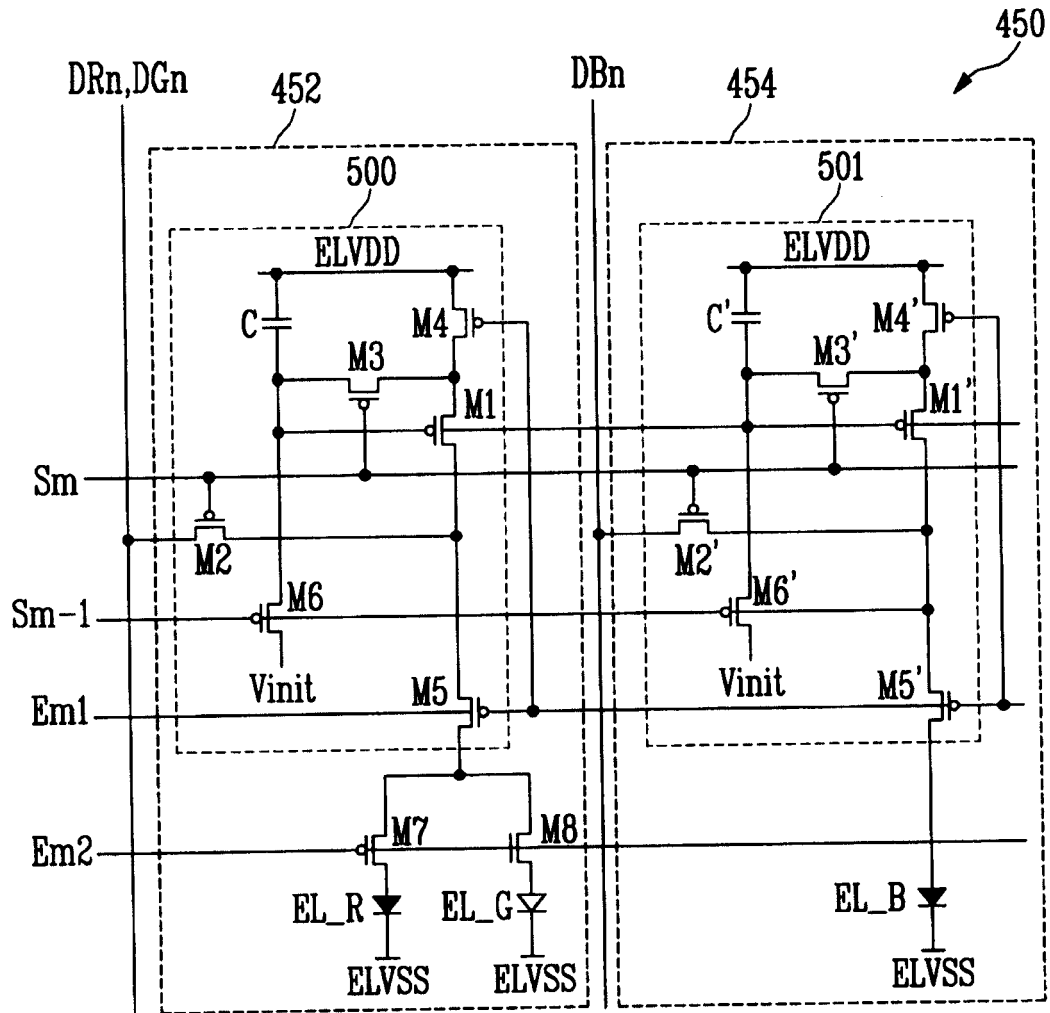 450
DRn,DGn
452
DBn
454
500
501
ELVDD
ELVDD
C
M4
C'
M4'
M3
M3'
M1
M1'
Sm
M2
M2'
M6
M6'
Sm-1
Vinit
Vinit
M5
M5'
Em1
M7
M8
Em2
EL_R
EL_G
EL_B
ELVSS
ELVSS
ELVSS